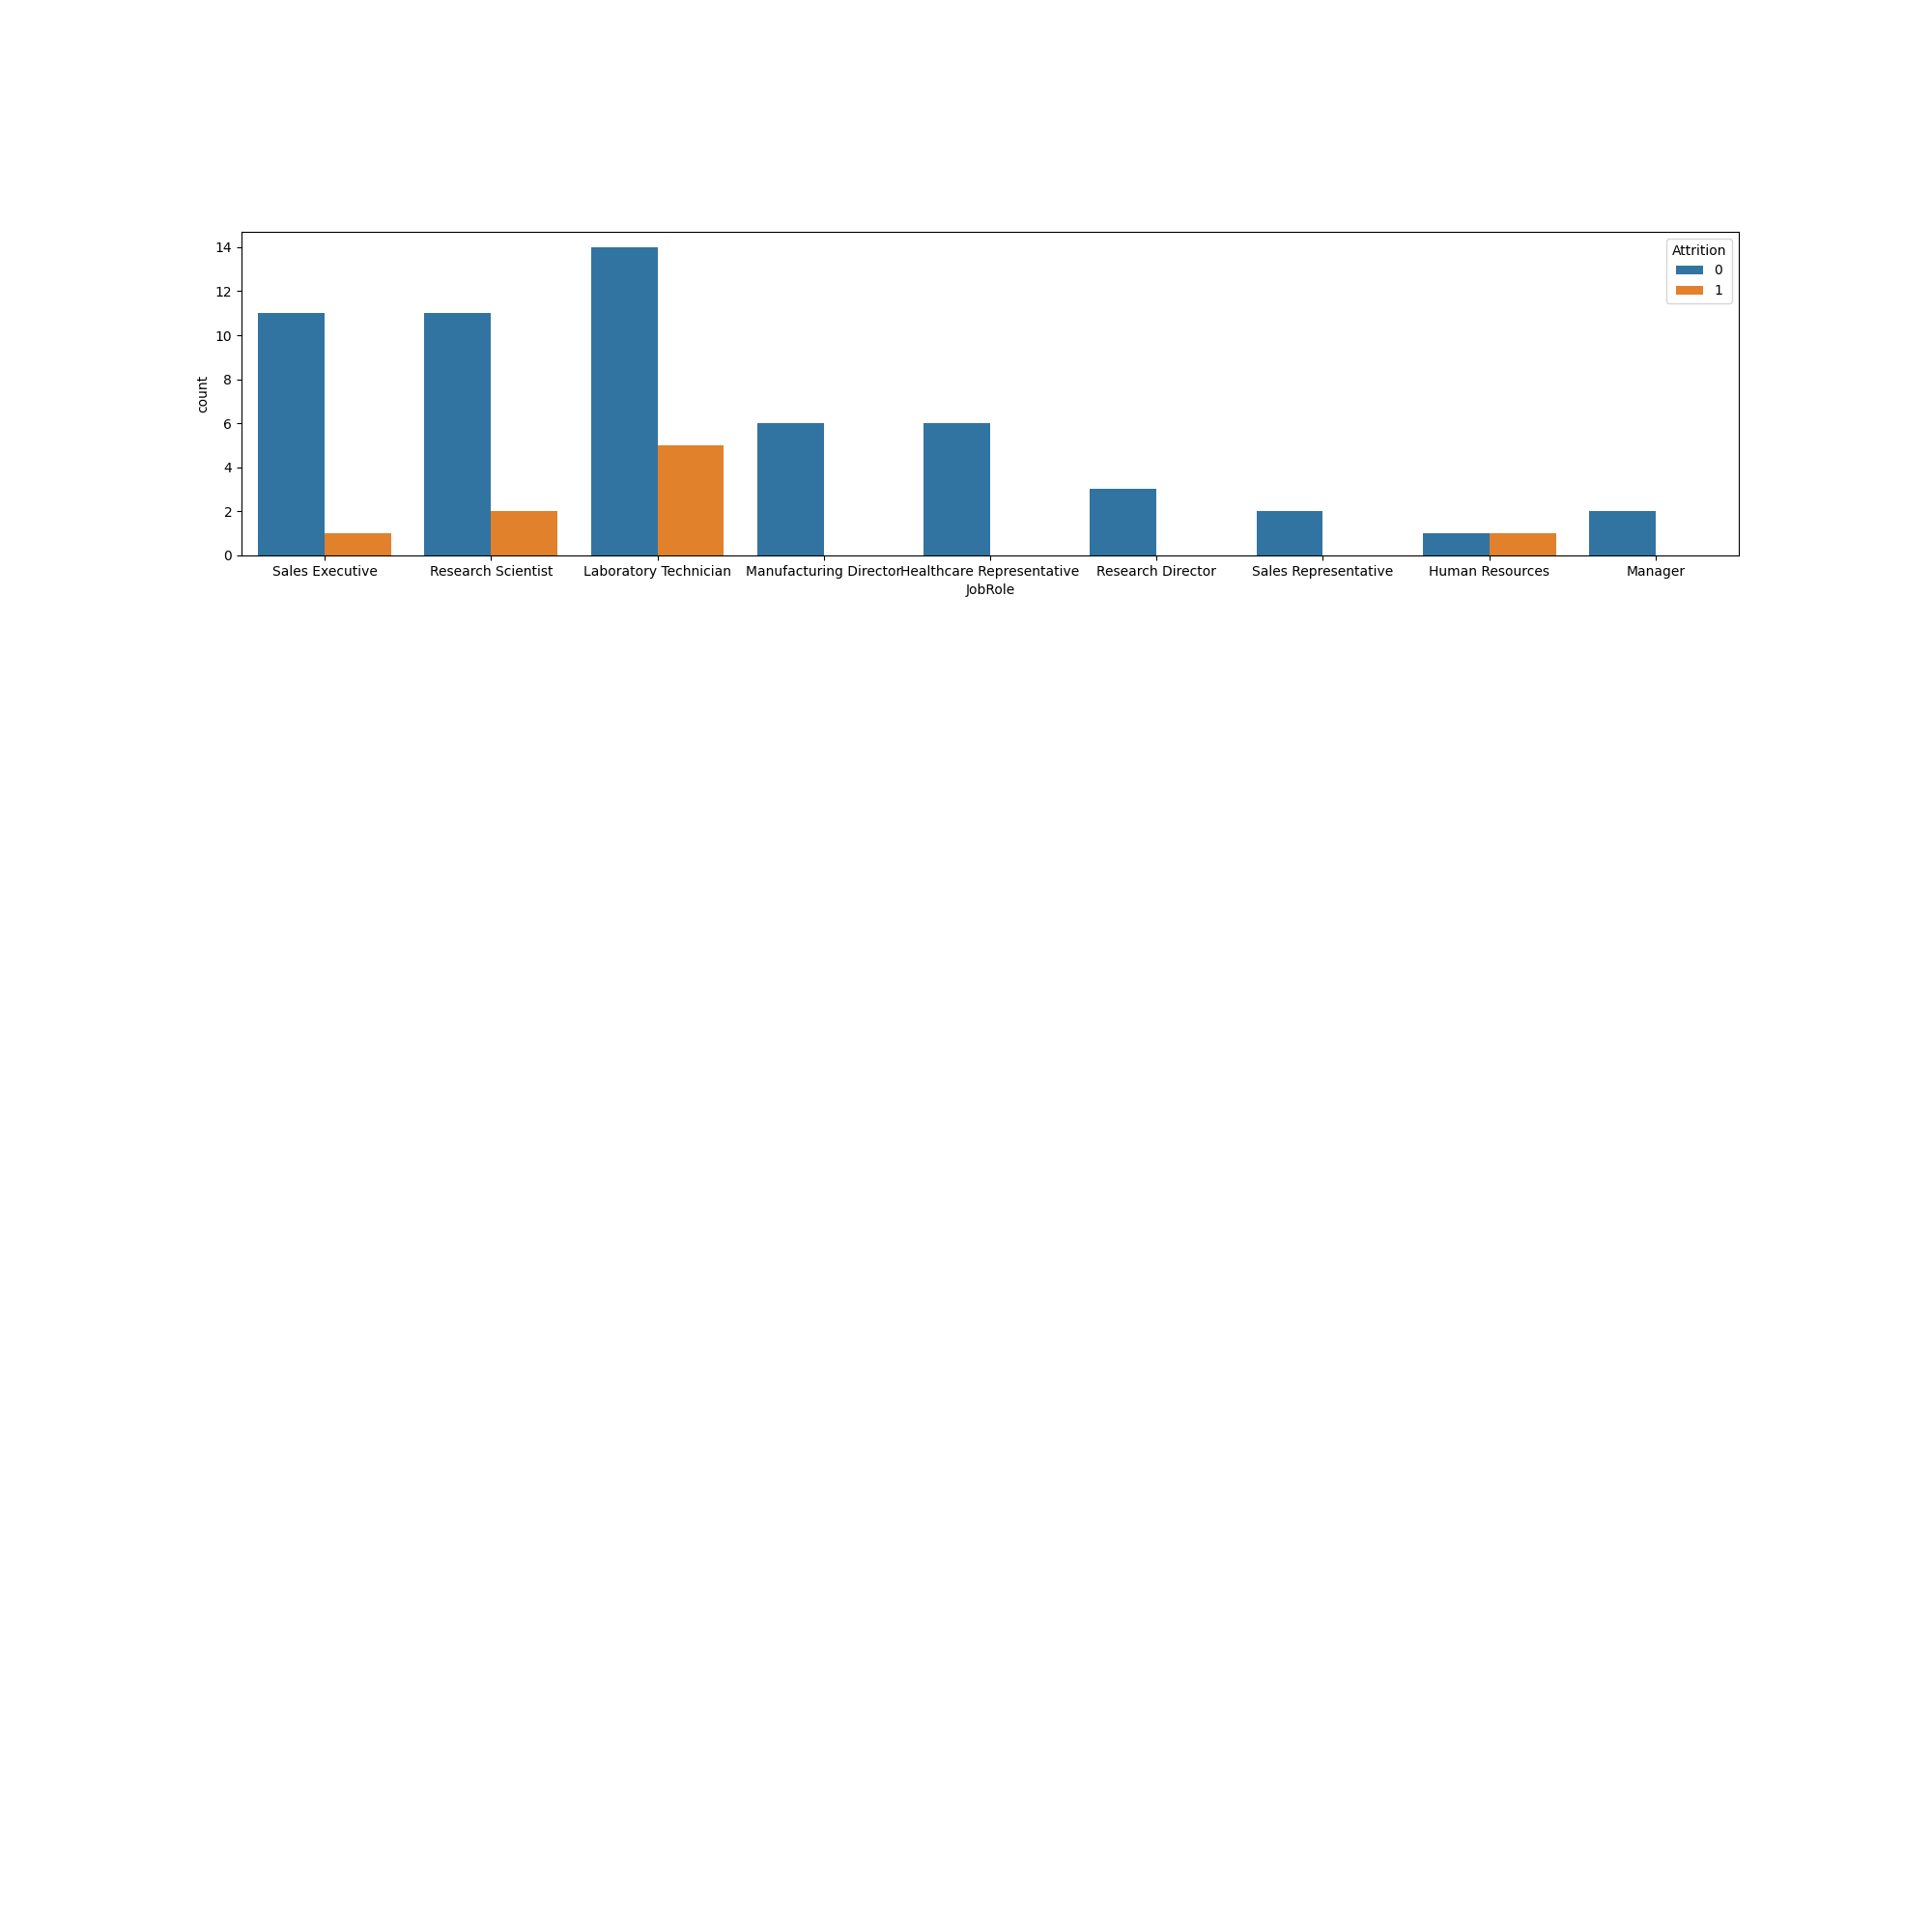 Attrition
0
1
14
12
10
8
6
4
2
0
count
Sales Executive Research Scientist Laboratory Technician Manufacturing Director Healthcare Representative Research Director Sales Representative Human Resources Manager
JobRole